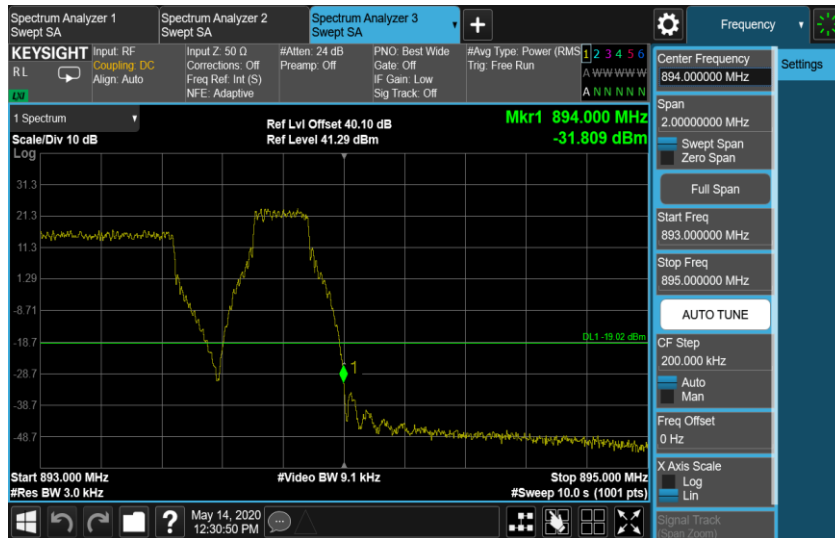 Spectrum Analyzer 1
Swept SA
Spectrum Analyzer 2
Swept SA
Spectrum Analyzer 3
Swept SA
Frequency
KEYSIGHT
R L
LXI
Input: RF
Coupling: DC
Align: Auto
Input Z: 50 Ω
Corrections: Off
Freq Ref: Int (S)
NFE: Adaptive
#Atten: 24 dB
Preamp: Off
PNO: Best Wide
Gate: Off
IF Gain: Low
Sig Track: Off
#Avg Type: Power (RMS
Trig: Free Run
1 2 3 4 5 6
A W W W W W
A N N N N N
1 Spectrum
Scale/Div 10 dB
Log
Ref Lvl Offset 40.10 dB
Ref Level 41.29 dBm
Mkr1 894.000 MHz
-31.809 dBm
31.3
21.3
11.3
1.29
-8.71
-18.7
-28.7
-38.7
-48.7
DL1 -19.02 dBm
1
Start 893.000 MHz
#Res BW 3.0 kHz
#Video BW 9.1 kHz
Stop 895.000 MHz
#Sweep 10.0 s (1001 pts)
May 14, 2020
12:30:50 PM
Center Frequency
894.000000 MHz
Settings
Span
2.00000000 MHz
Swept Span
Zero Span
Full Span
Start Freq
893.000000 MHz
Stop Freq
895.000000 MHz
AUTO TUNE
CF Step
200.000 kHz
Auto
Man
Freq Offset
0 Hz
X Axis Scale
Log
Lin
Signal Track
(Span Zoom)